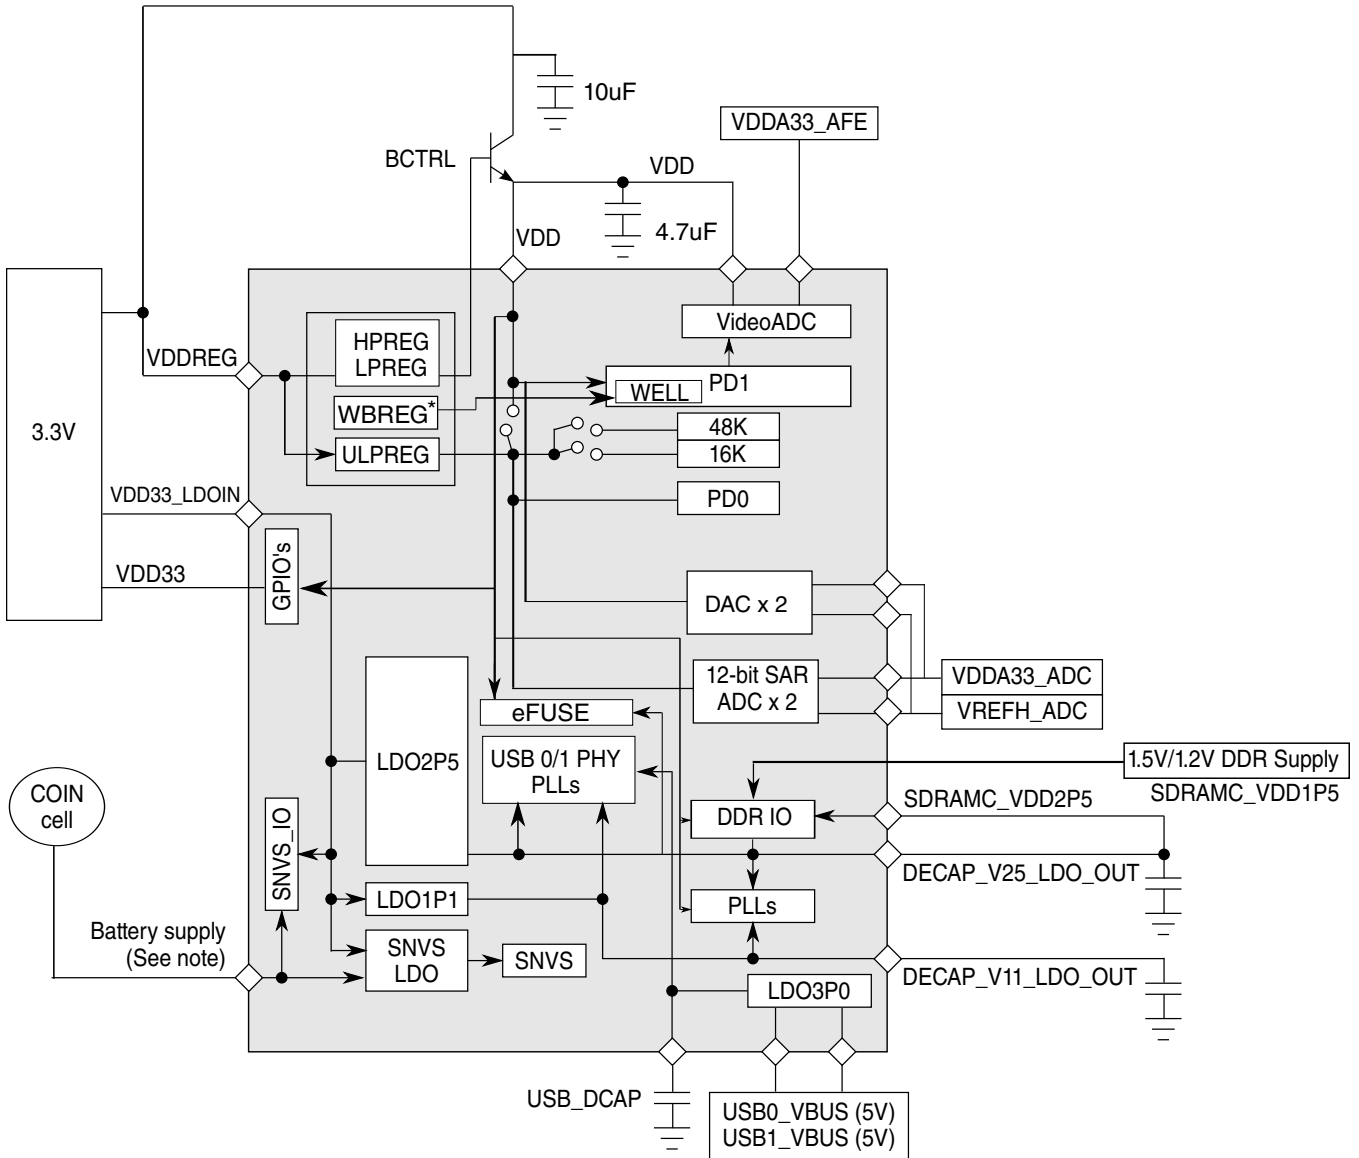 10uF
VDDA33_AFE
BCTRL
VDD
4.7uF
VDD
VideoADC
HPREG
LPREG
VDDREG
PD1
WELL
WBREG*
48K
3.3V
ULPREG
16K
VDD33_LDOIN
PD0
GPIO's
VDD33
DAC x 2
12-bit SAR
ADC x 2
VDDA33_ADC
VREFH_ADC
eFUSE
LDO2P5
USB 0/1 PHY
PLLs
1.5V/1.2V DDR Supply
SDRAMC_VDD1P5
COIN
cell
SDRAMC_VDD2P5
DDR IO
SNVS_IO
DECAP_V25_LDO_OUT
LDO1P1
PLLs
Battery supply
(See note)
SNVS
LDO
SNVS
DECAP_V11_LDO_OUT
LDO3P0
USB_DCAP
USB0_VBUS (5V)
USB1_VBUS (5V)